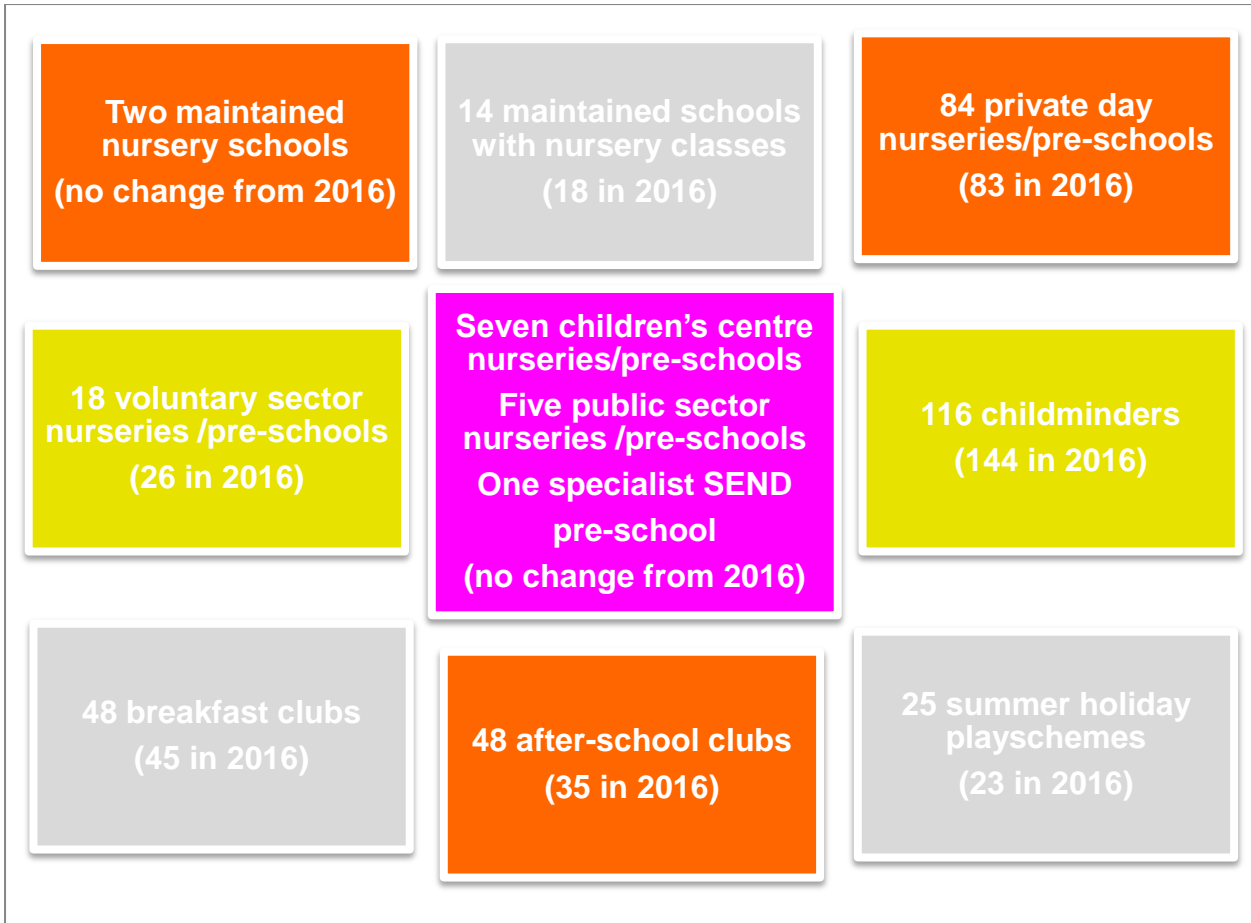 Two maintained
nursery schools
(no change from 2016)
14 maintained schools
with nursery classes
(18 in 2016)
84 private day
nurseries/pre-schools
(83 in 2016)
18 voluntary sector
nurseries /pre-schools
(26 in 2016)
Seven children’s centre
nurseries/pre-schools
Five public sector
nurseries /pre-schools
One specialist SEND
pre-school
(no change from 2016)
116 childminders
(144 in 2016)
48 breakfast clubs
(45 in 2016)
48 after-school clubs
(35 in 2016)
25 summer holiday
playschemes
(23 in 2016)